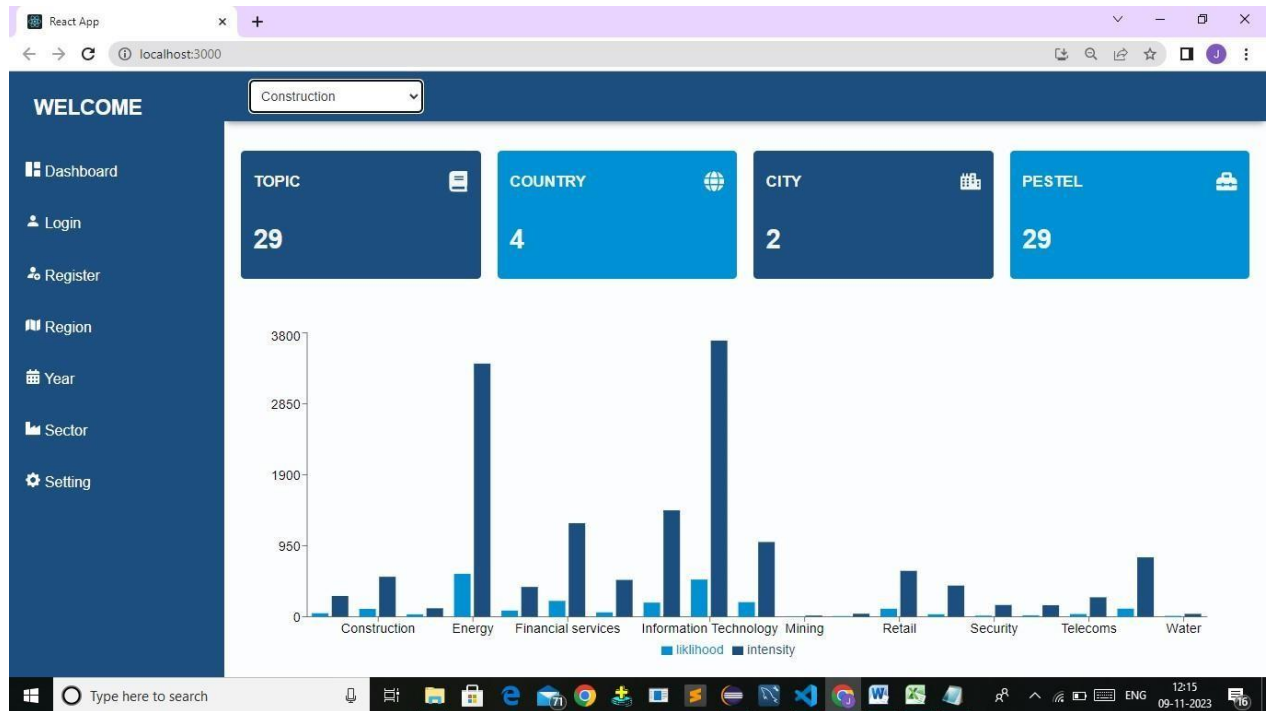 React App
localhost:3000
J
WELCOME
Construction
Dashboard
Login
Register
Region
Year
Sector
Setting
TOPIC
29
COUNTRY
4
CITY
2
PESTEL
29
3800
2850
1900
950
0
Construction Energy Financial services Information Technology Mining Retail Security Telecoms Water
liklihood intensity
Type here to search
71
ENG
12:15
09-11-2023
16